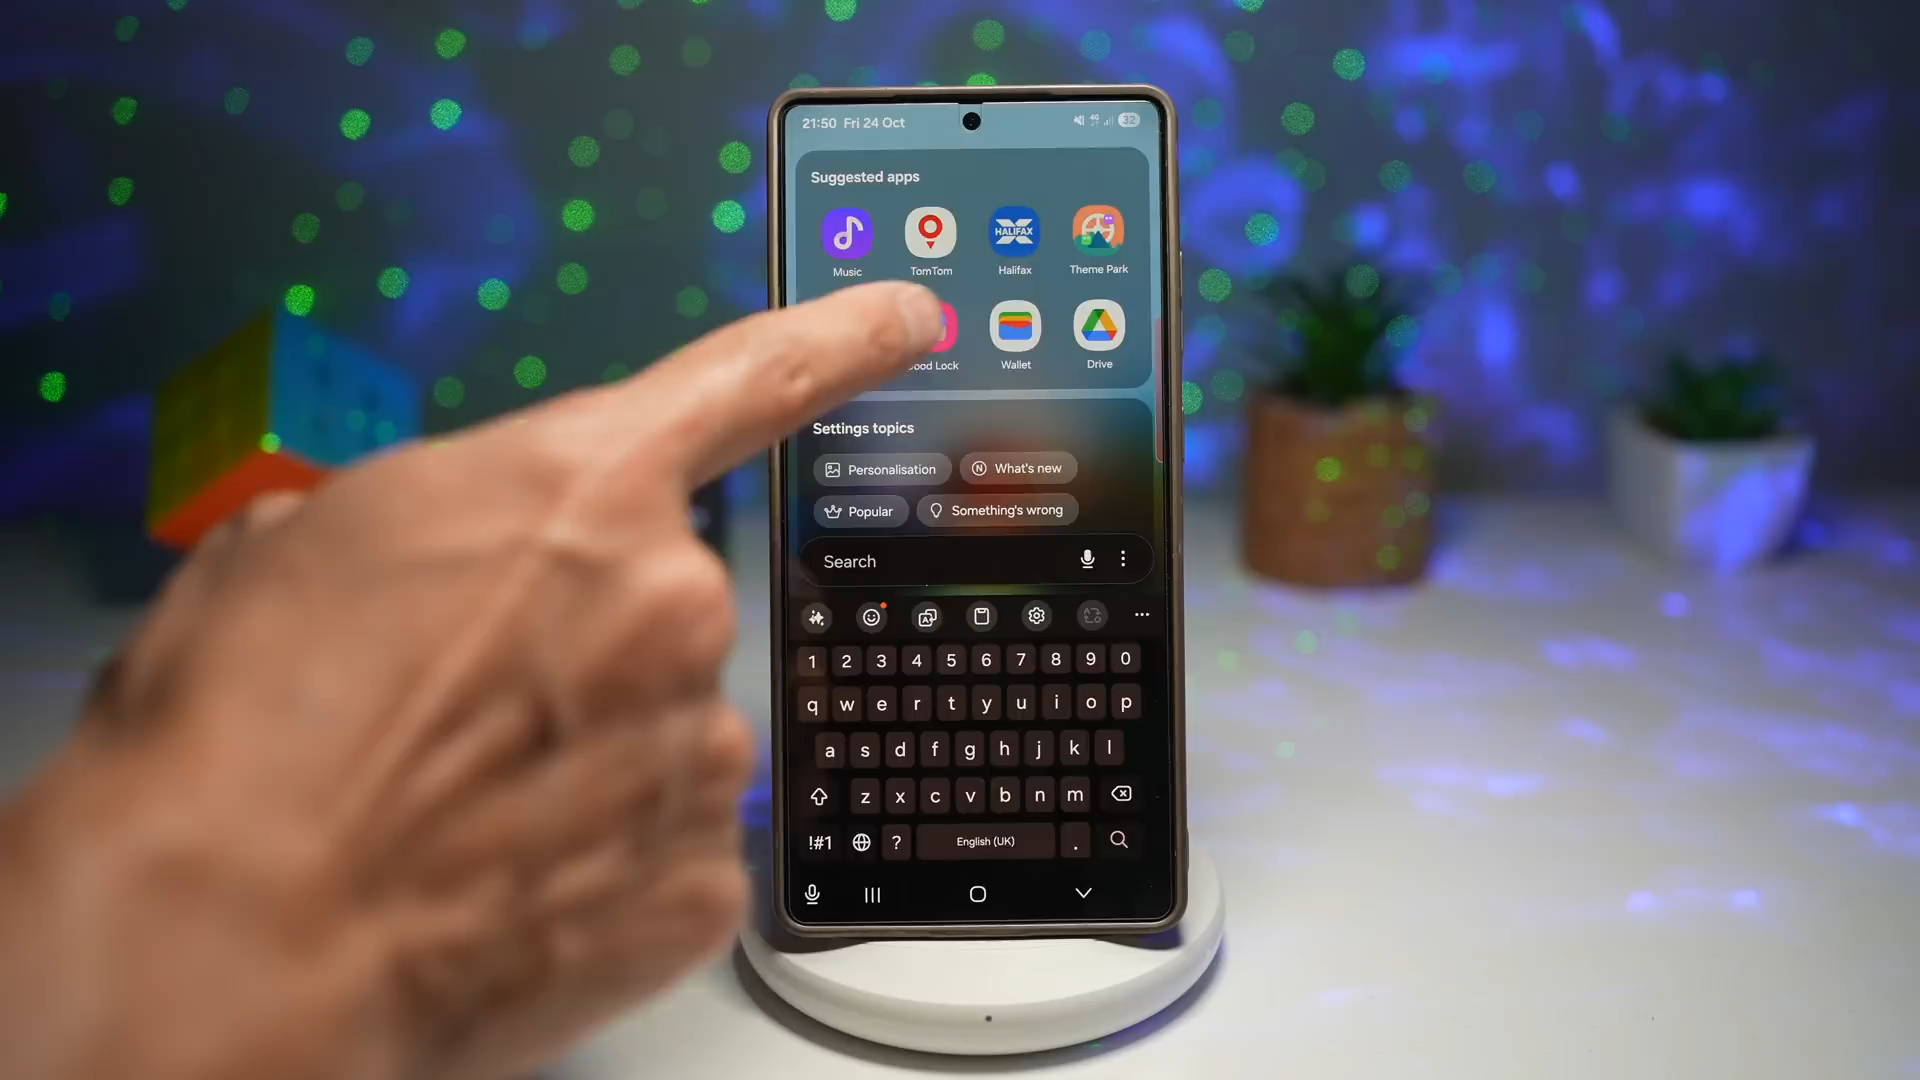 21:50 Fri 24 Oct
4G
32
Suggested apps
HALIFAX
Music TomTom Halifax Theme Park
ood Lock Wallet Drive
Settings topics
Personalisation What's new
Popular Something's wrong
Search
1 2 3 4 5 6 7 8 9 0
q w e r t y u i o p
a s d f g h j k l
z x c v b n m
!#1 ? English (UK) .